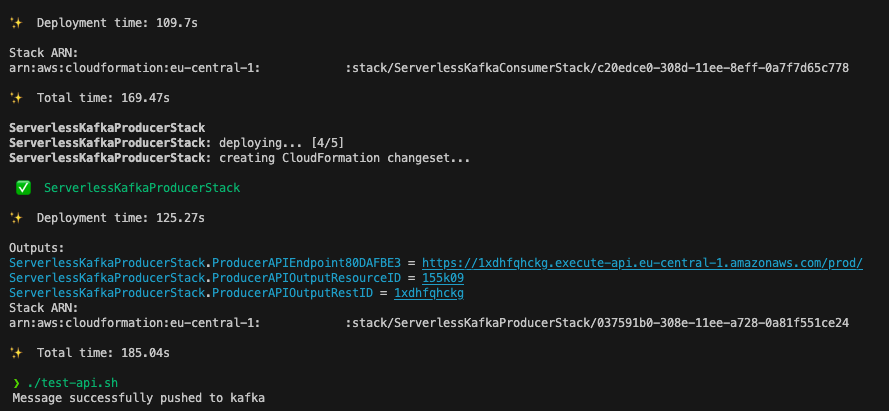 ✨  Deployment time: 109.7s
Stack ARN:
arn:aws:cloudformation:eu-central-1:            :stack/ServerlessKafkaConsumerStack/c20edce0-308d-11ee-8eff-0a7f7d65c778
✨  Total time: 169.47s
ServerlessKafkaProducerStack
ServerlessKafkaProducerStack: deploying... [4/5]
ServerlessKafkaProducerStack: creating CloudFormation changeset...
✅  ServerlessKafkaProducerStack
✨  Deployment time: 125.27s
Outputs:
ServerlessKafkaProducerStack.ProducerAPIEndpoint80DAFBE3 = https://1xdhfqhckg.execute-api.eu-central-1.amazonaws.com/prod/
ServerlessKafkaProducerStack.ProducerAPIOutputResourceID = 155k09
ServerlessKafkaProducerStack.ProducerAPIOutputRestID = 1xdhfqhckg
Stack ARN:
arn:aws:cloudformation:eu-central-1:            :stack/ServerlessKafkaProducerStack/037591b0-308e-11ee-a728-0a81f551ce24
✨  Total time: 185.04s
❯ ./test-api.sh
Message successfully pushed to kafka